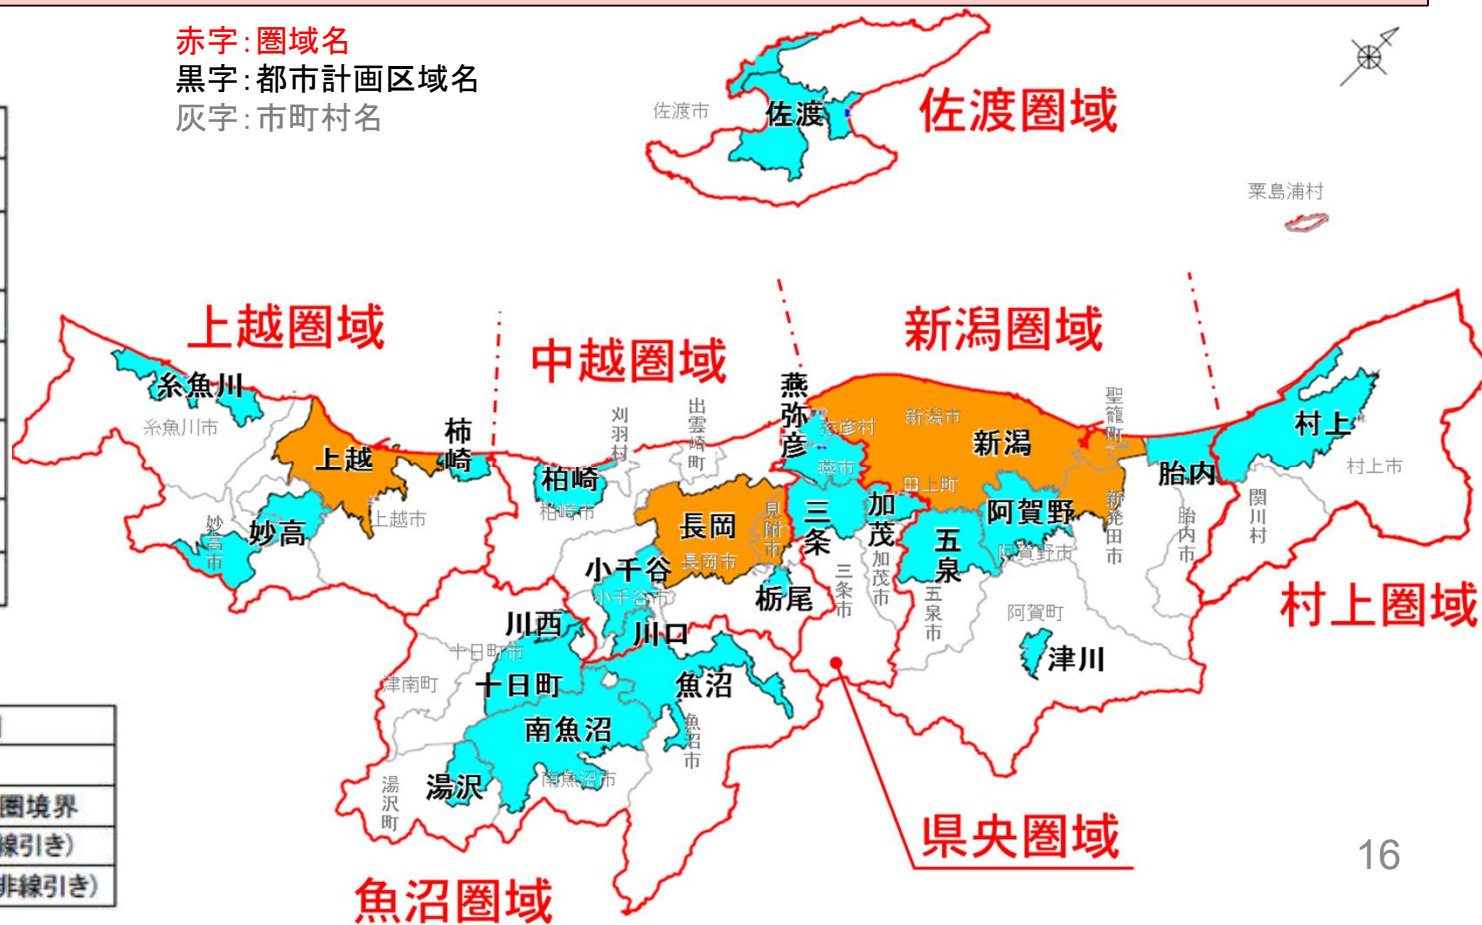 赤字:圏域名
黒字:都市計画区域名
灰字:市町村名
佐渡市
佐渡
佐渡圏域
粟島浦村
上越圏域
中越圏域
新潟圏域
糸魚川
糸魚川市
上越
上越市
柿崎
妙高
妙高市
柏崎
柏崎市
刈羽村
出雲崎町
長岡
長岡市
見附市
燕弥彦
弥彦村
燕市
新潟市
新潟
聖籠町
田上町
三条
三条市
加茂
加茂市
五泉
五泉市
阿賀野
阿賀野市
新発田市
胎内
胎内市
村上
村上市
関川村
村上圏域
小千谷
小千谷市
栃尾
川西
川口
十日町市
十日町
津南町
魚沼
魚沼市
南魚沼
南魚沼市
湯沢
湯沢町
阿賀町
津川
県央圏域
魚沼圏域
圏境界
線引き)
非線引き)
16